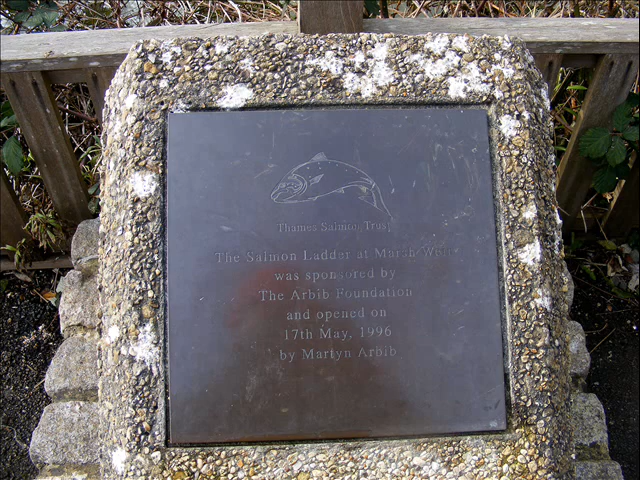 Thames Salmon Trust
The Salmon Ladder at Marsh Weir
was sponsored by
The Arbib Foundation
and opened on
17th May, 1996
by Martyn Arbib